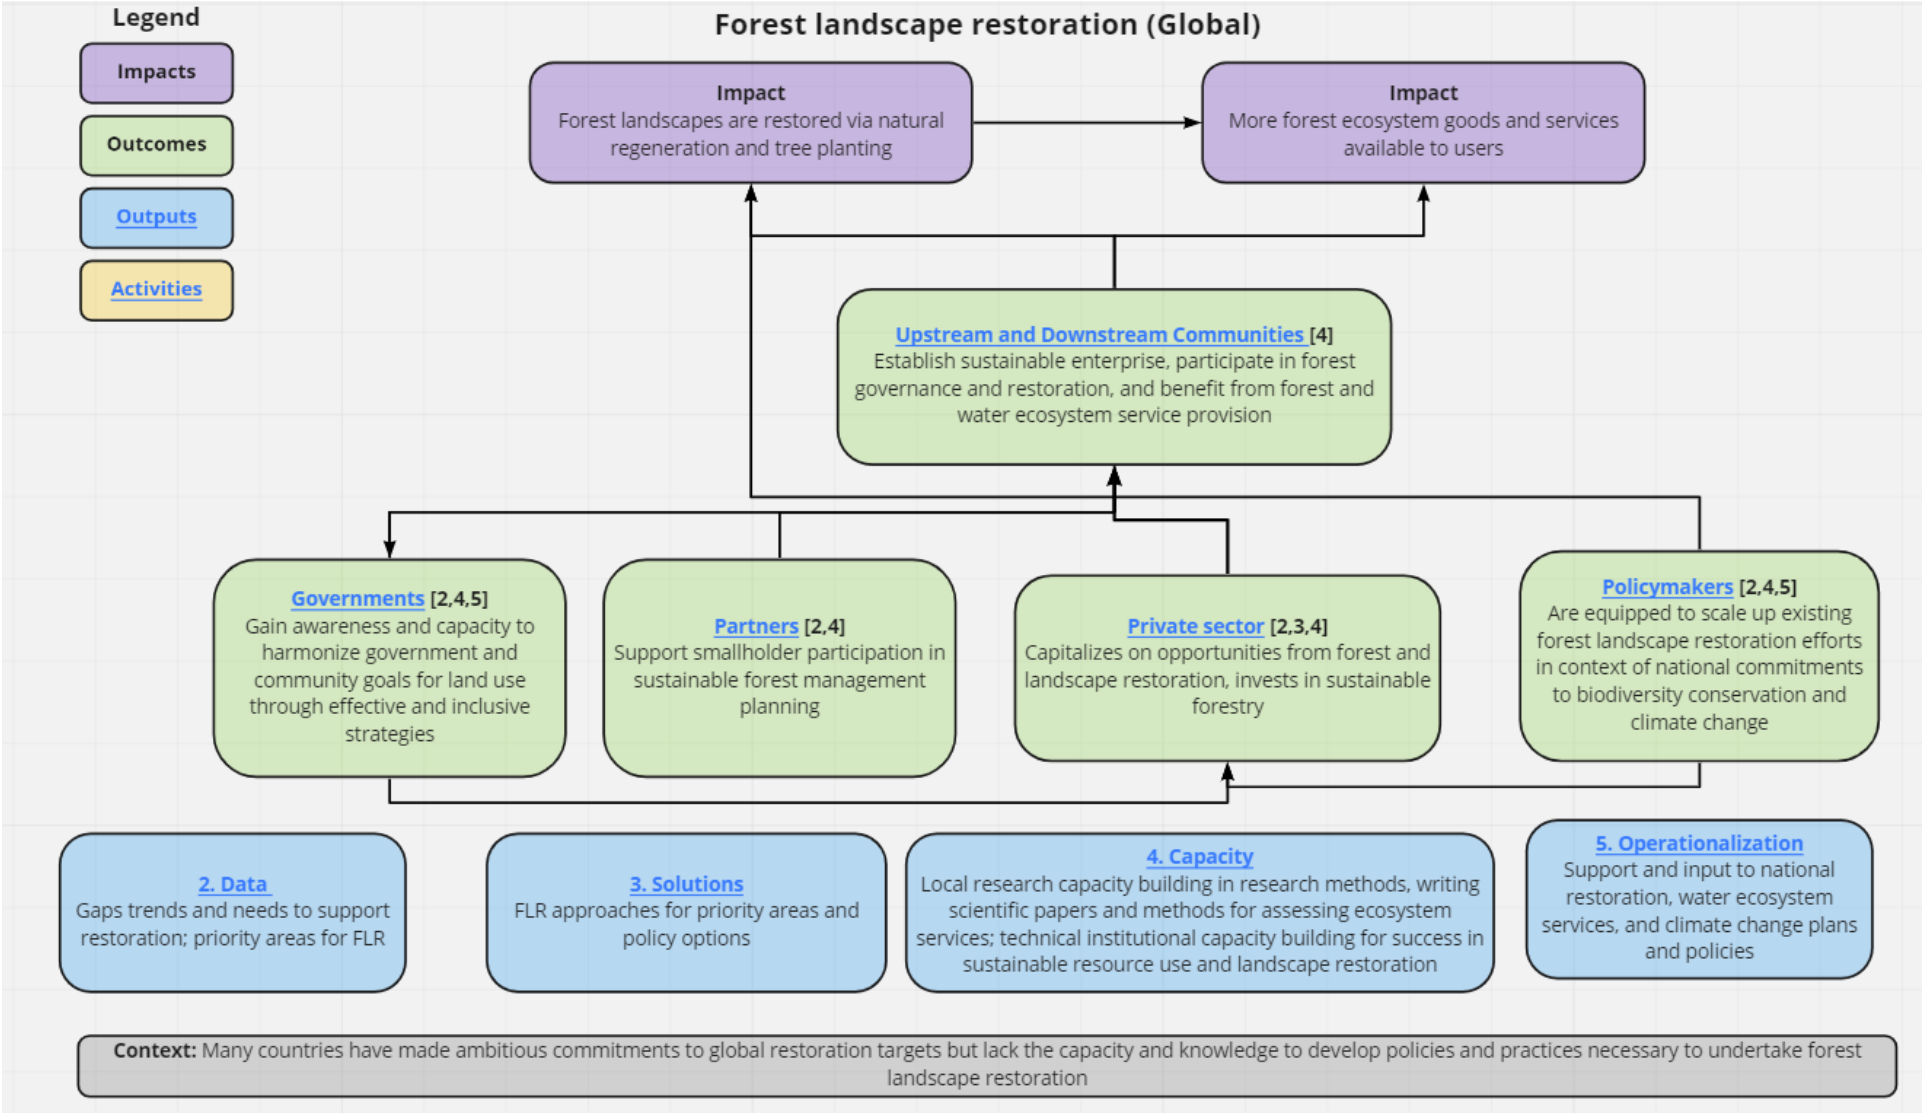 Legend
Forest landscape restoration (Global)
Impacts
Outcomes
Outputs
Activities
Impact
Forest landscapes are restored via natural
regeneration and tree planting
Impact
More forest ecosystem goods and services
available to users
Upstream and Downstream Communities [4]
Establish sustainable enterprise, participate in forest
governance and restoration, and benefit from forest and
water ecosystem service provision
Governments [2,4,5]
Gain awareness and capacity to
harmonize government and
community goals for land use
through effective and inclusive
strategies
Partners [2,4]
Support smallholder participation in
sustainable forest management
planning
Private sector [2,3,4]
Capitalizes on opportunities from forest and
landscape restoration, invests in sustainable
forestry
Policymakers [2,4,5]
Are equipped to scale up existing
forest landscape restoration efforts
in context of national commitments
to biodiversity conservation and
climate change
2. Data
Gaps trends and needs to support
restoration; priority areas for FLR
3. Solutions
FLR approaches for priority areas and
policy options
4. Capacity
Local research capacity building in research methods, writing
scientific papers and methods for assessing ecosystem
services; technical institutional capacity building for success in
sustainable resource use and landscape restoration
5. Operationalization
Support and input to national
restoration, water ecosystem
services, and climate change plans
and policies
Context: Many countries have made ambitious commitments to global restoration targets but lack the capacity and knowledge to develop policies and practices necessary to undertake forest
landscape restoration